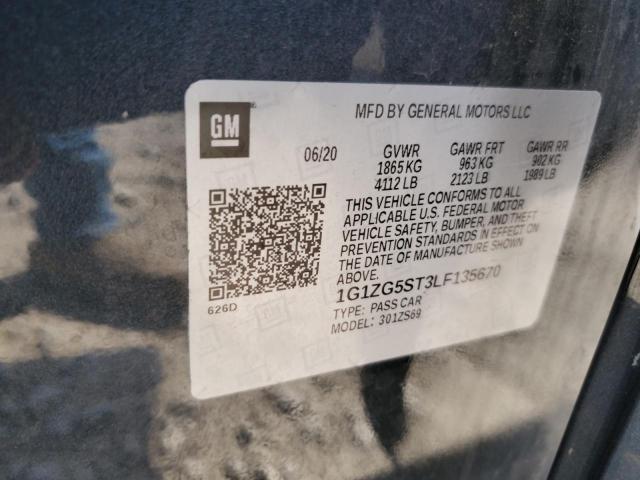 GM
MFD BY GENERAL MOTORS LLC
06/20 GVWR GAWR FRT GAWR RR
1865 KG 963 KG 902 KG
4112 LB 2123 LB 1989 LB
THIS VEHICLE CONFORMS TO ALL
APPLICABLE U.S. FEDERAL MOTOR
VEHICLE SAFETY, BUMPER, AND THEFT
PREVENTION STANDARDS IN EFFECT ON
THE DATE OF MANUFACTURE SHOWN
ABOVE.
1G1ZG5ST3LF135670
626D TYPE: PASS CAR
MODEL: 301ZS69